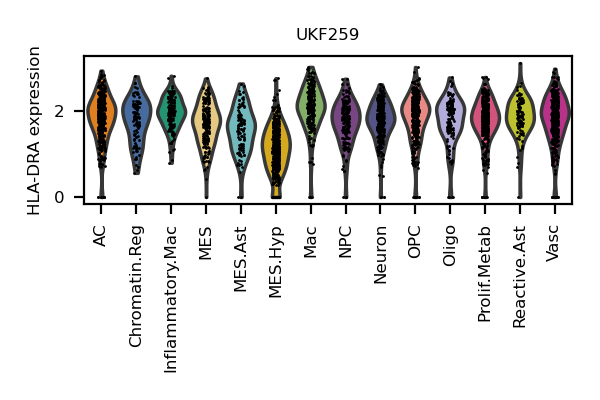 UKF259
HLA-DRA expression
2
0
AC
Chromatin.Reg
Inflammatory.Mac
MES
MES.Ast
MES.Hyp
Mac
NPC
Neuron
OPC
Oligo
Prolif.Metab
Reactive.Ast
Vasc